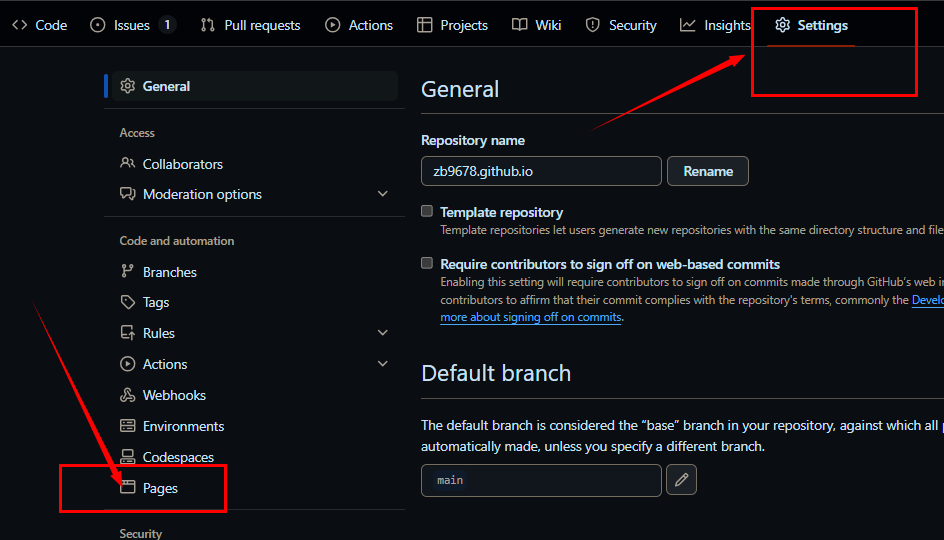 Code Issues 1 Pull requests Actions Projects Wiki Security Insights Settings
General
Access
Collaborators
Moderation options
Code and automation
Branches
Tags
Rules
Actions
Webhooks
Environments
Codespaces
Pages
Security
General
Repository name
zb9678.github.io Rename
Template repository
Template repositories let users generate new repositories with the same directory structure and file
Require contributors to sign off on web-based commits
Enabling this setting will require contributors to sign off on commits made through GitHub's web in
contributors to affirm that their commit complies with the repository's terms, commonly the Develo
more about signing off on commits.
Default branch
The default branch is considered the “base” branch in your repository, against which all p
automatically made, unless you specify a different branch.
main